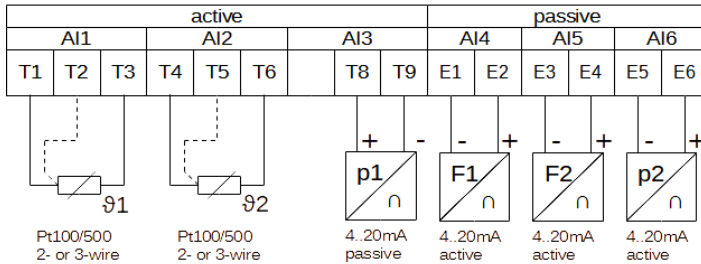 active passive
AI1 AI2 AI3 AI4 AI5 AI6
T1 T2 T3 T4 T5 T6 T8 T9 E1 E2 E3 E4 E5 E6
+ - - + - + - +
p1 F1 F2 p2
∩ ∩ ∩ ∩
ϑ1 ϑ2
Pt100/500 Pt100/500 4..20mA 4..20mA 4..20mA 4..20mA
2- or 3-wire 2- or 3-wire passive active active active